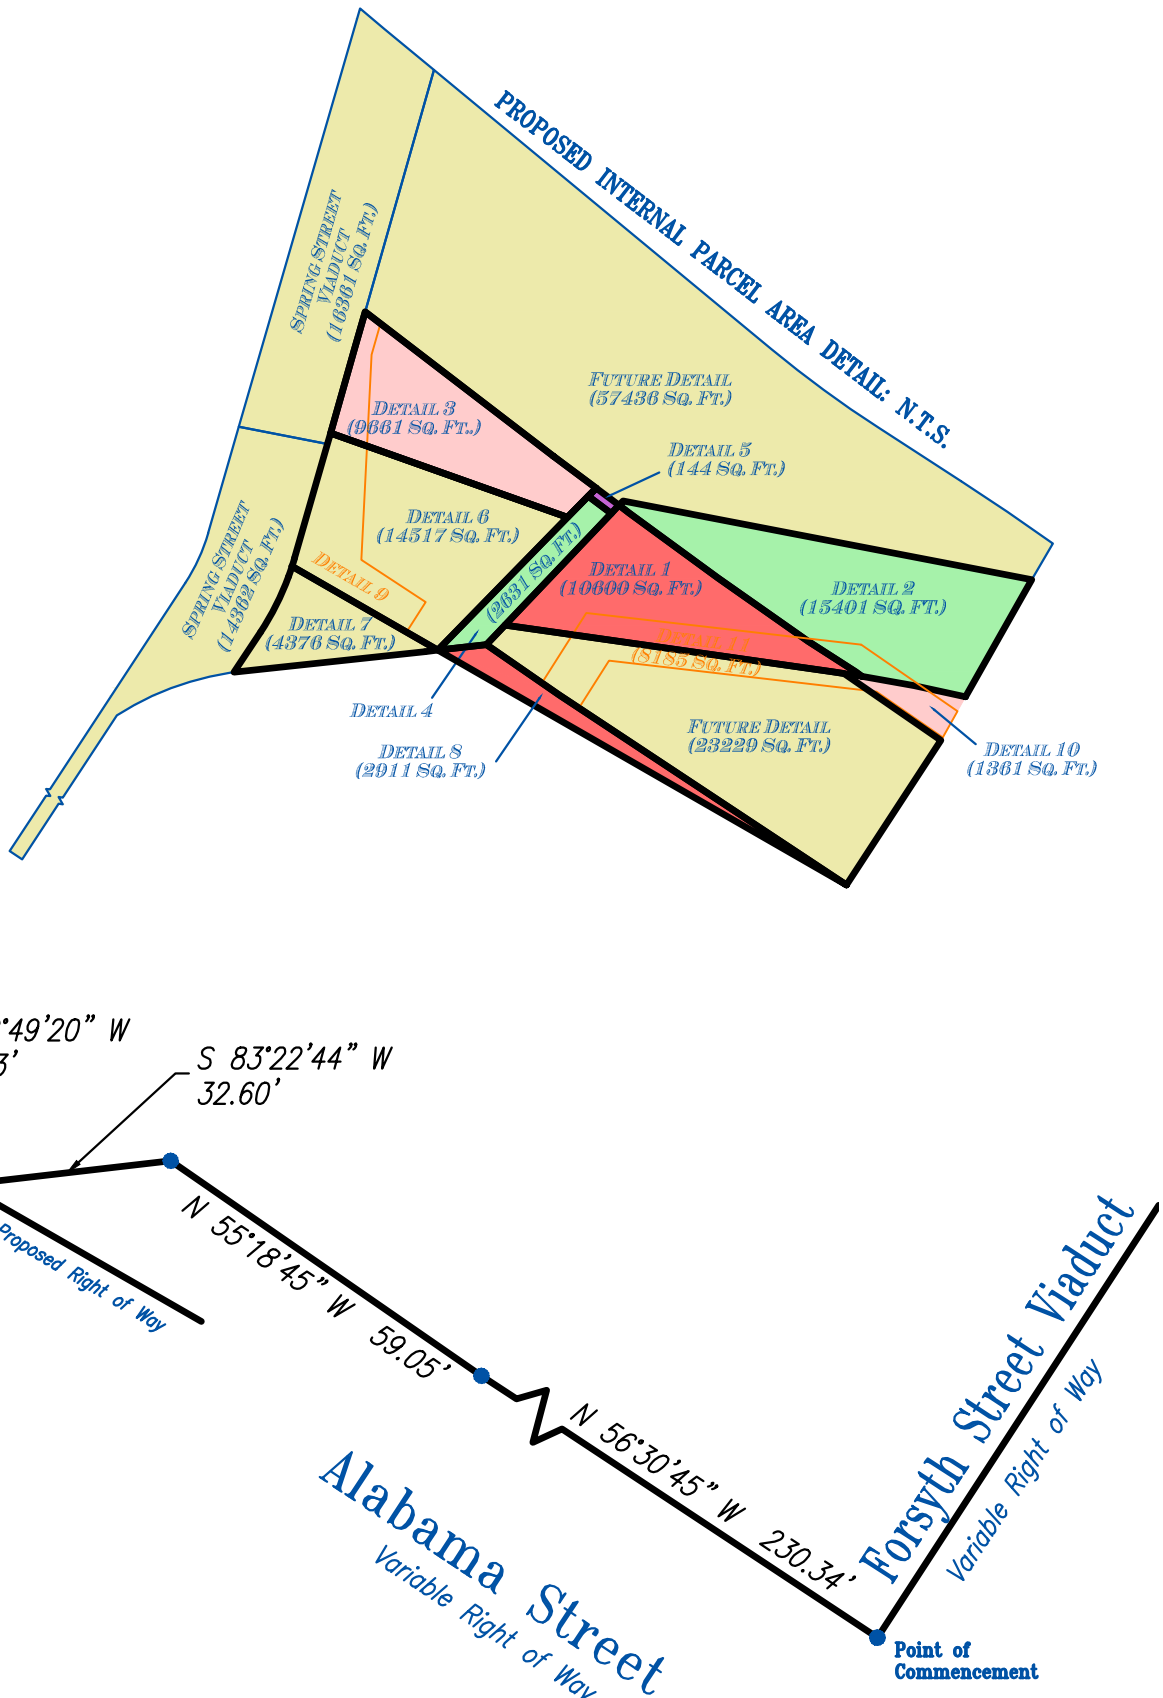 PROPOSED INTERNAL PARCEL AREA DETAIL: N.T.S.
SPRING STREET
VIADUCT
(16361 SQ. FT.)
FUTURE DETAIL
(57436 SQ. FT.)
DETAIL 3
(9661 SQ. FT..)
DETAIL 5
(144 SQ. FT.)
DETAIL 6
(14517 SQ. FT.)
SPRING STREET
VIADUCT
(14362 SQ. FT.)
(2631 SQ. FT.)
DETAIL 9
DETAIL 1
(10600 SQ. FT.)
DETAIL 2
(15401 SQ. FT.)
DETAIL 7
(4376 SQ. FT.)
DETAIL
(8185 SQ. FT.)
DETAIL 4
FUTURE DETAIL
(23229 SQ. FT.)
DETAIL 8
(2911 SQ. FT.)
DETAIL 10
(1361 SQ. FT.)
°49'20" W
3'
S 83°22'44" W
32.60'
N 55°18'45" W 59.05'
Proposed Right of Way
N 56°30'45" W 230.34'
Forsyth Street Viaduct
Variable Right of Way
Alabama Street
Variable Right of Way
Point of
Commencement